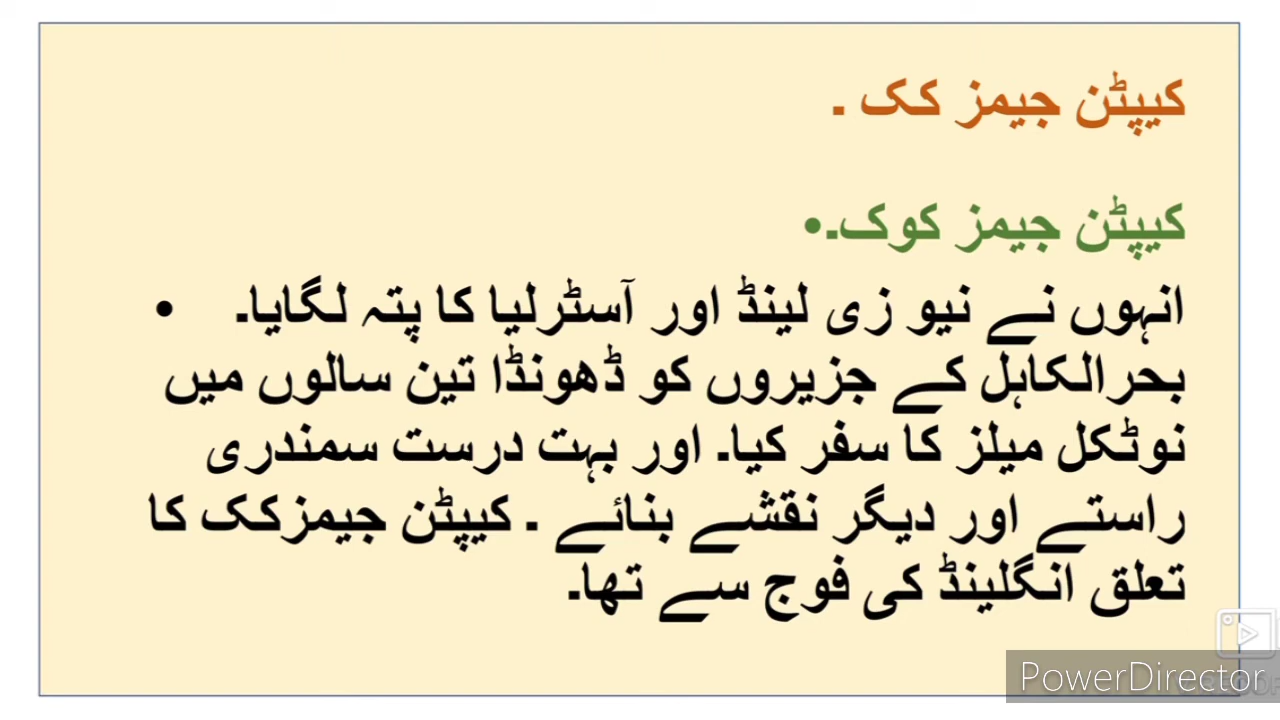 کیپٹن جیمز کک ۔
کیپٹن جیمز کوک۔•
انہوں نے نیو زی لینڈ اور آسٹرلیا کا پتہ لگایا۔ •
بحرالکاہل کے جزیروں کو ڈھونڈا تین سالوں میں
نوٹکل میلز کا سفر کیا۔ اور بہت درست سمندری
راستے اور دیگر نقشے بنائے ۔ کیپٹن جیمزکک کا
تعلق انگلینڈ کی فوج سے تھا۔
PowerDirector